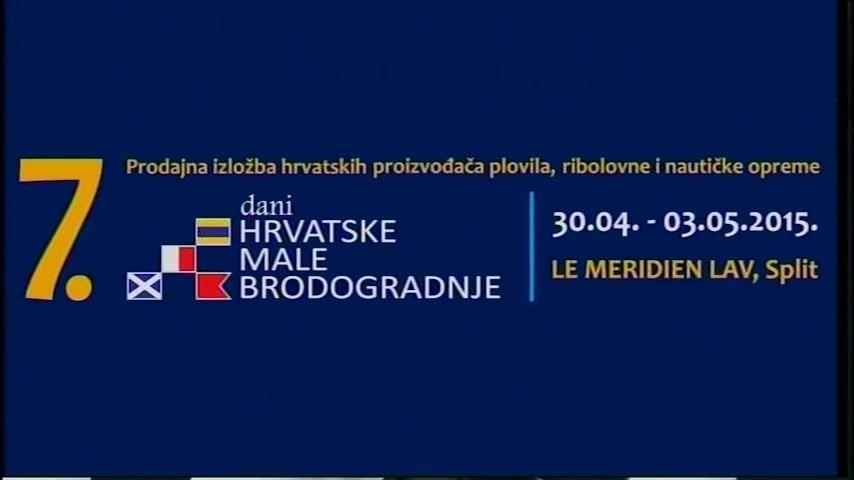 7.
Prodajna izložba hrvatskih proizvođača plovila, ribolovne i nautičke opreme
dani
HRVATSKE
MALE
BRODOGRADNJE
30.04. - 03.05.2015.
LE MERIDIEN LAV, Split